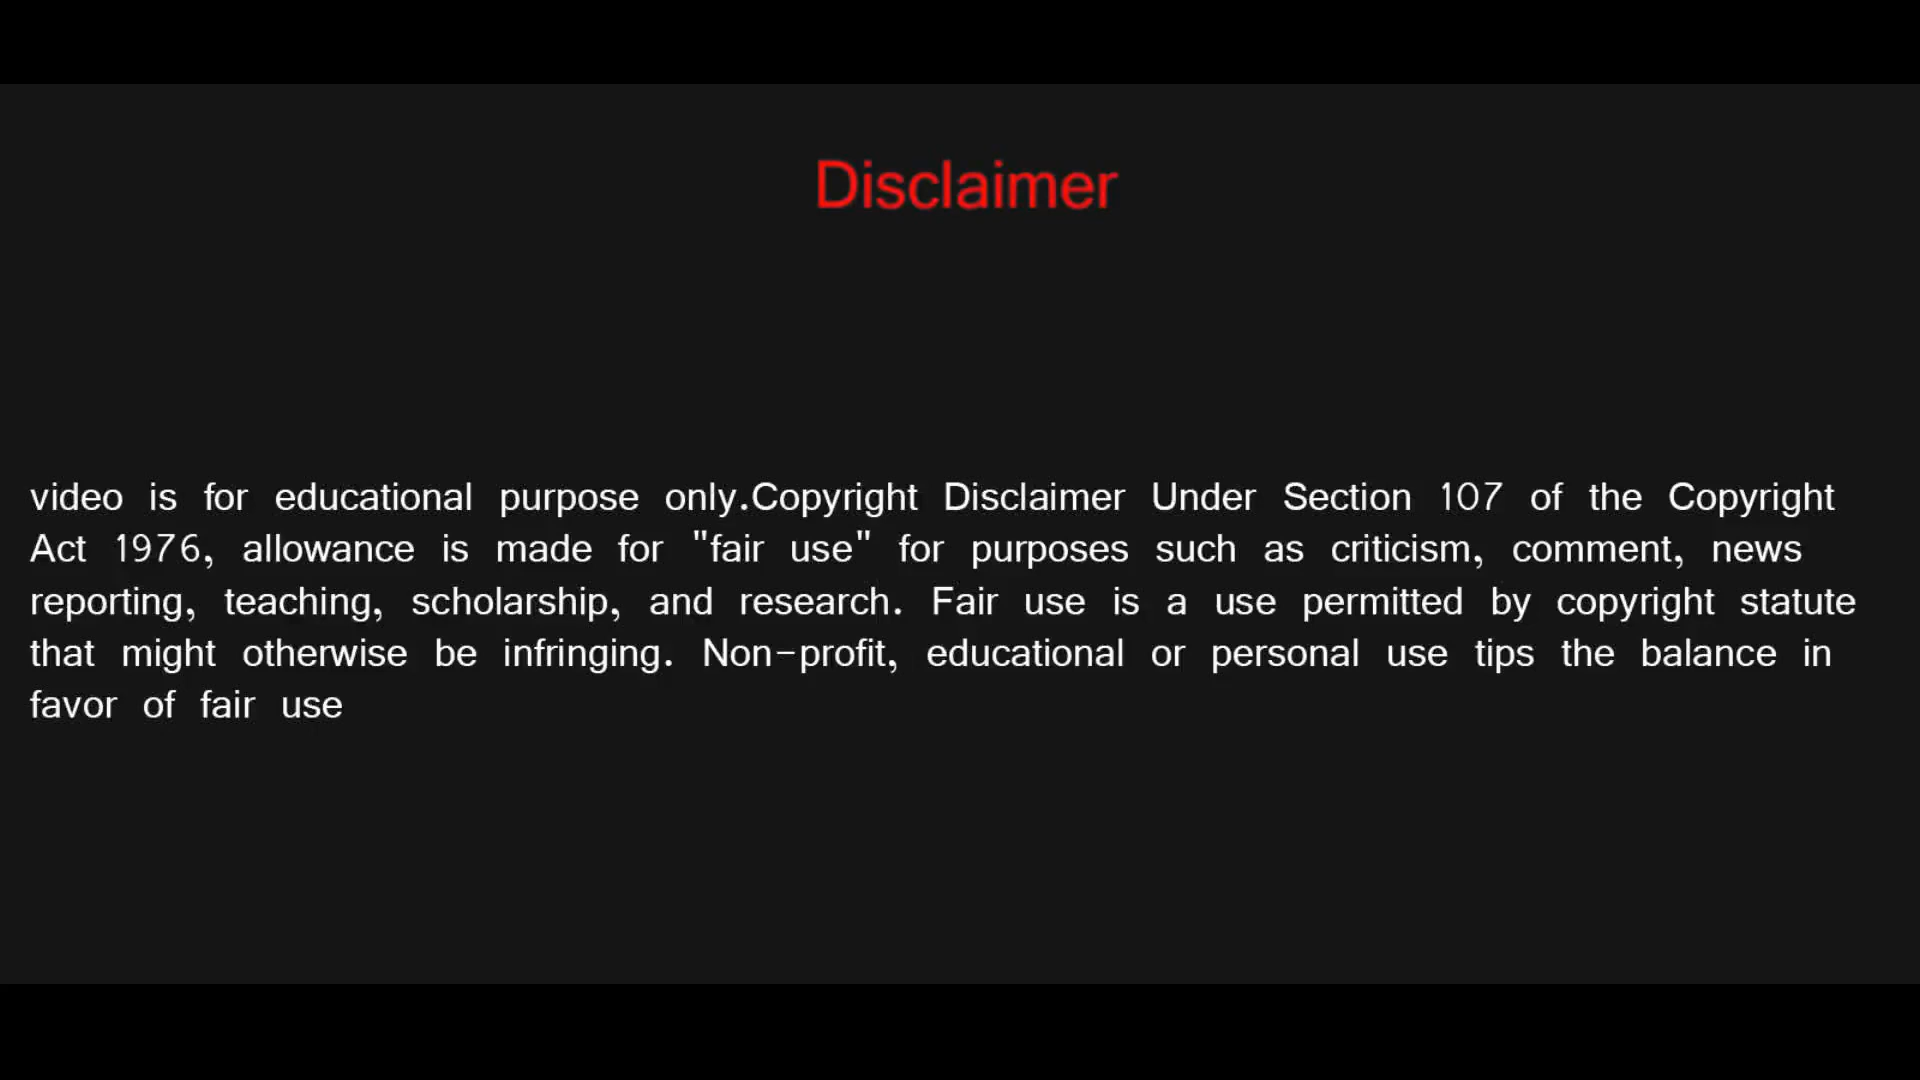 Disclaimer
video is for educational purpose only.Copyright Disclaimer Under Section 107 of the Copyright
Act 1976, allowance is made for "fair use" for purposes such as criticism, comment, news
reporting, teaching, scholarship, and research. Fair use is a use permitted by copyright statute
that might otherwise be infringing. Non-profit, educational or personal use tips the balance in
favor of fair use